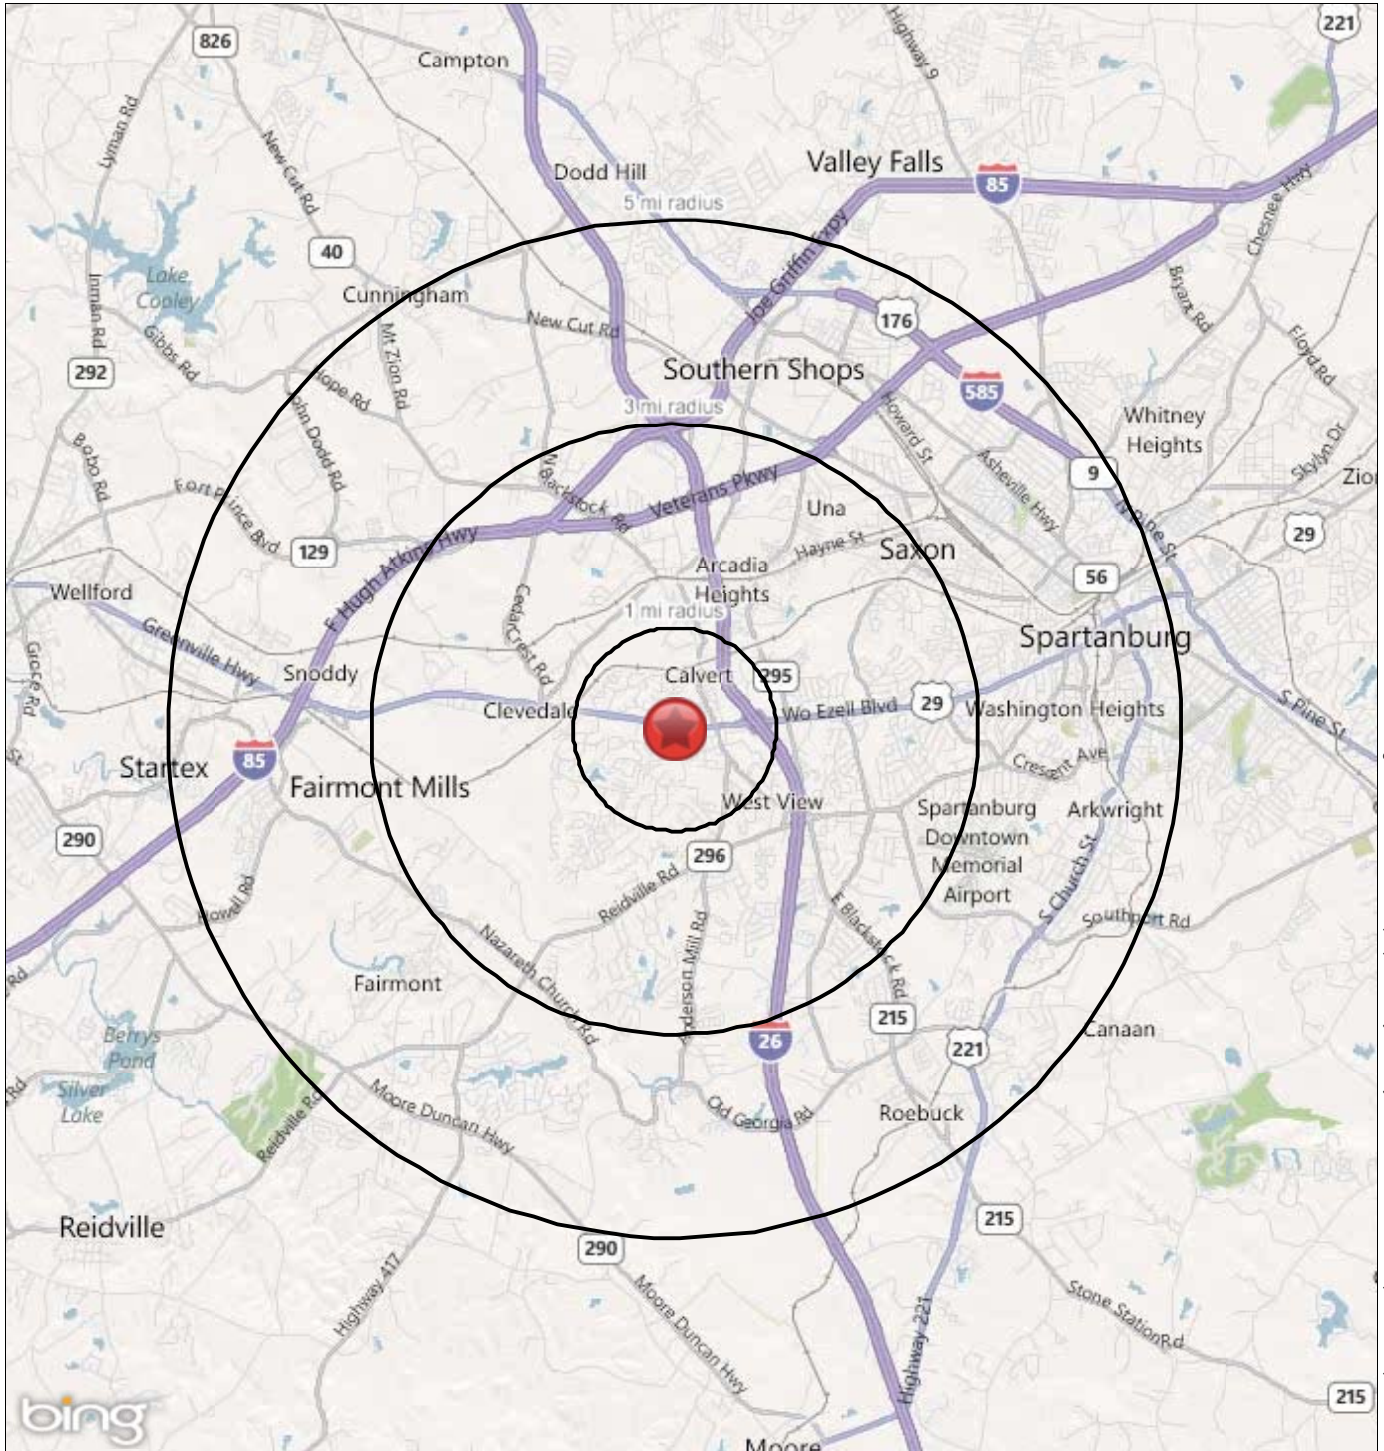 221
826
Highway 9
Campton
Lyman Rd
New Cut Rd
Dodd Hill
Valley Falls
85
5 mi radius
Chesnee Hwy
Joe Griffin Expy
40
Lake
Cooley
Inman Rd
Cunningham
New Cut Rd
176
Bryant Rd
Gibbs Rd
Mt Zion Rd
Floyd Rd
292
Hope Rd
Southern Shops
585
3 mi radius
John Dodd Rd
Howard St
Whitney
Heights
Bobo Rd
Skylyn Dr
Asheville Hwy
9
Fort Prince Blvd
N Blackstock Rd
Veterans Pkwy
Una
N Pine St
29
129
F Hugh Atkins Hwy
Hayne St
Saxon
Arcadia
Heights
56
Wellford
1 mi radius
Cedar Crest Rd
Greenville Hwy
Spartanburg
Groce Rd
Snoddy
Calvert
295
Clevedale
Wo Ezell Blvd
29
Washington Heights
S Pine St
St
Startex
85
Crescent Ave
Fairmont Mills
West View
Spartanburg
Downtown
Memorial
Airport
Arkwright
290
296
S Church St
Howell Rd
Reidville Rd
E Blackstock Rd
Southport Rd
Nazareth Church Rd
Anderson Mill Rd
Rd
Fairmont
215
Canaan
Berrys
Pond
26
221
Silver
Lake
Rd
Reidville Rd
Moore Duncan Hwy
Old Georgia Rd
Roebuck
Reidville
215
290
Highway 417
Moore Duncan Hwy
Stone Station Rd
Highway 221
215
bing
Moore